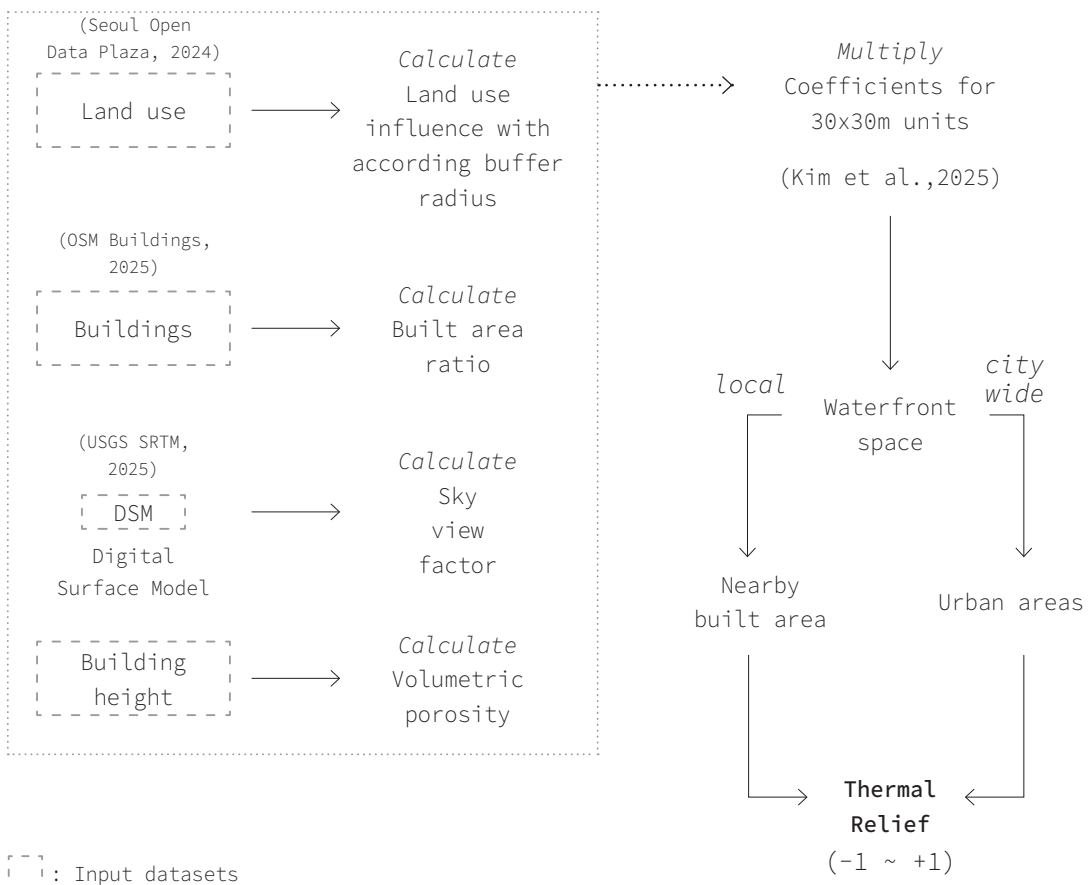 (Seoul Open
Data Plaza, 2024)
Land use
Calculate
Land use
influence with
according buffer
radius
(OSM Buildings,
2025)
Buildings
Calculate
Built area
ratio
(USGS SRTM,
2025)
DSM
Digital
Surface Model
Calculate
Sky
view
factor
Building
height
Calculate
Volumetric
porosity
Multiply
Coefficients for
30x30m units
(Kim et al.,2025)
local
Waterfront
space
city
wide
Nearby
built area
Urban areas
Thermal
Relief
(-1 ~ +1)
: Input datasets